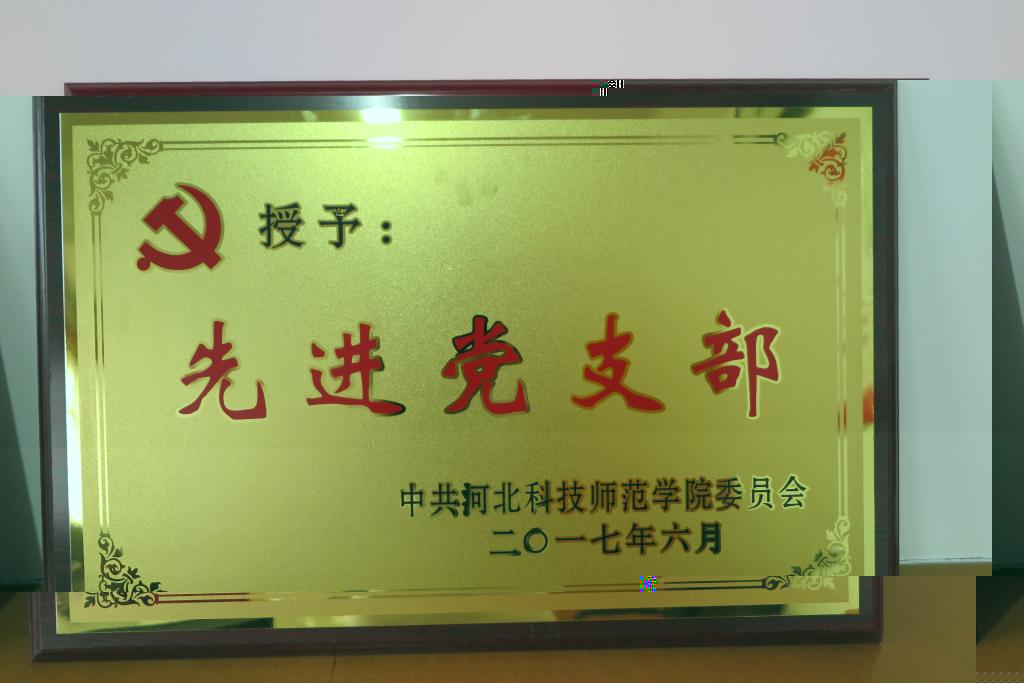 授予：
先进党支部
中共河北科技师范学院委员会
二〇一七年六月